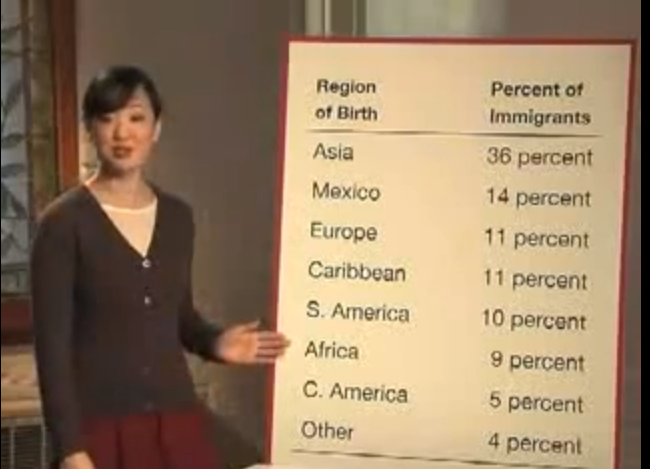 Region Percent of
of Birth Immigrants
Asia 36 percent
Mexico 14 percent
Europe 11 percent
Caribbean 11 percent
S. America 10 percent
Africa 9 percent
C. America 5 percent
Other 4 percent